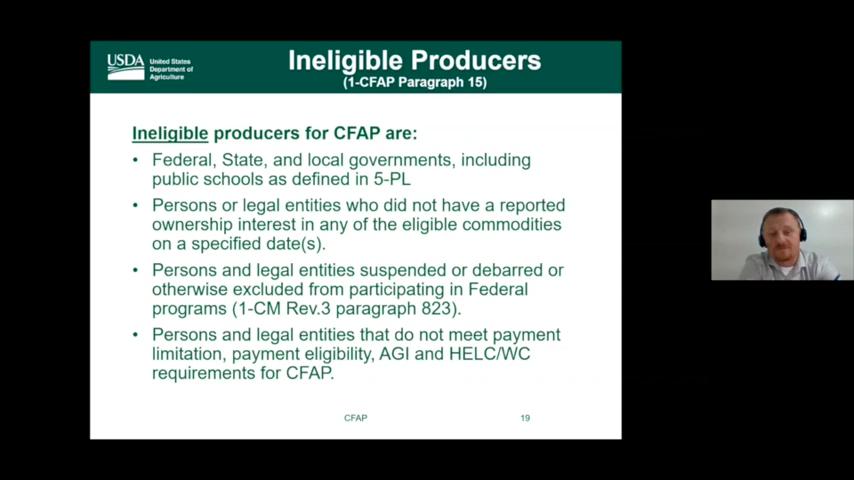 USDA United States
Department of
Agriculture
Ineligible Producers
(1-CFAP Paragraph 15)
Ineligible producers for CFAP are:
• Federal, State, and local governments, including
public schools as defined in 5-PL
• Persons or legal entities who did not have a reported
ownership interest in any of the eligible commodities
on a specified date(s).
• Persons and legal entities suspended or debarred or
otherwise excluded from participating in Federal
programs (1-CM Rev.3 paragraph 823).
• Persons and legal entities that do not meet payment
limitation, payment eligibility, AGI and HELC/WC
requirements for CFAP.
CFAP 19